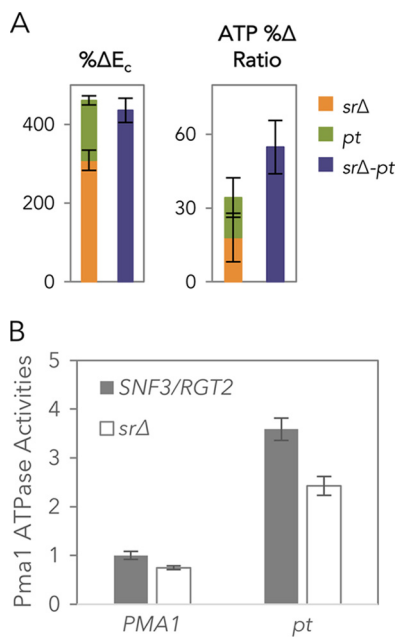 A
%ΔEc
ATP %Δ
Ratio
400
200
0
60
30
0
srΔ
pt
srΔ-pt
B
Pma1 ATPase Activities
5
4
3
2
1
0
SNF3/RGT2
srΔ
PMA1
pt